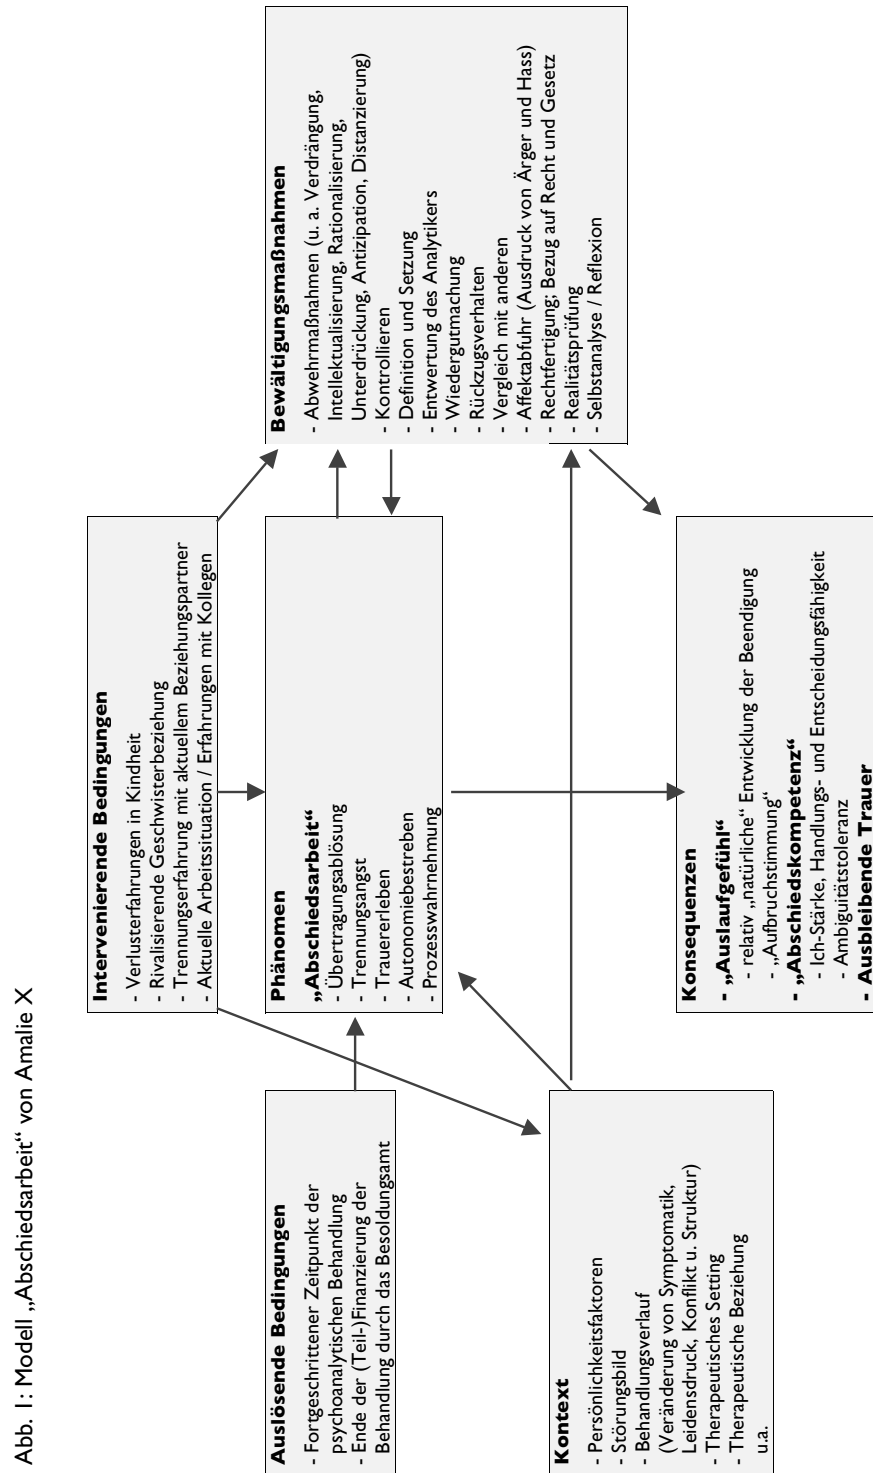 Abb. 1: Modell „Abschiedsarbeit“ von Amalie X
Auslösende Bedingungen
- Fortgeschrittener Zeitpunkt der
psychoanalytischen Behandlung
- Ende der (Teil-)Finanzierung der
Behandlung durch das Besoldungsamt
Kontext
- Persönlichkeitsfaktoren
- Störungsbild
- Behandlungsverlauf
(Veränderung von Symptomatik,
Leidensdruck, Konflikt u. Struktur)
- Therapeutisches Setting
- Therapeutische Beziehung
u.a.
Intervenierende Bedingungen
- Verlusterfahrungen in Kindheit
- Rivalisierende Geschwisterbeziehung
- Trennungserfahrung mit aktuellem Beziehungspartner
- Aktuelle Arbeitssituation / Erfahrungen mit Kollegen
Phänomen
„Abschiedsarbeit“
- Übertragungsablösung
- Trennungsangst
- Trauererleben
- Autonomiebestreben
- Prozesswahrnehmung
Konsequenzen
- „Auslaufgefühl“
- relativ „natürliche“ Entwicklung der Beendigung
- „Aufbruchstimmung“
- „Abschiedskompetenz“
- Ich-Stärke, Handlungs- und Entscheidungsfähigkeit
- Ambiguitätstoleranz
- Ausbleibende Trauer
Bewältigungsmaßnahmen
- Abwehrmaßnahmen (u. a. Verdrängung,
Intellektualisierung, Rationalisierung,
Unterdrückung, Antizipation, Distanzierung)
- Kontrollieren
- Definition und Setzung
- Entwertung des Analytikers
- Wiedergutmachung
- Rückzugsverhalten
- Vergleich mit anderen
- Affektabfuhr (Ausdruck von Ärger und Hass)
- Rechtfertigung; Bezug auf Recht und Gesetz
- Realitätsprüfung
- Selbstanalyse / Reflexion